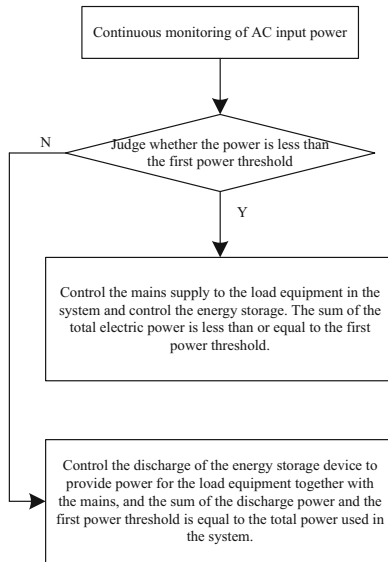 Continuous monitoring of AC input power
N
Judge whether the power is less than
the first power threshold
Y
Control the mains supply to the load equipment in the
system and control the energy storage. The sum of the
total electric power is less than or equal to the first
power threshold.
Control the discharge of the energy storage device to
provide power for the load equipment together with
the mains, and the sum of the discharge power and the
first power threshold is equal to the total power used in
the system.